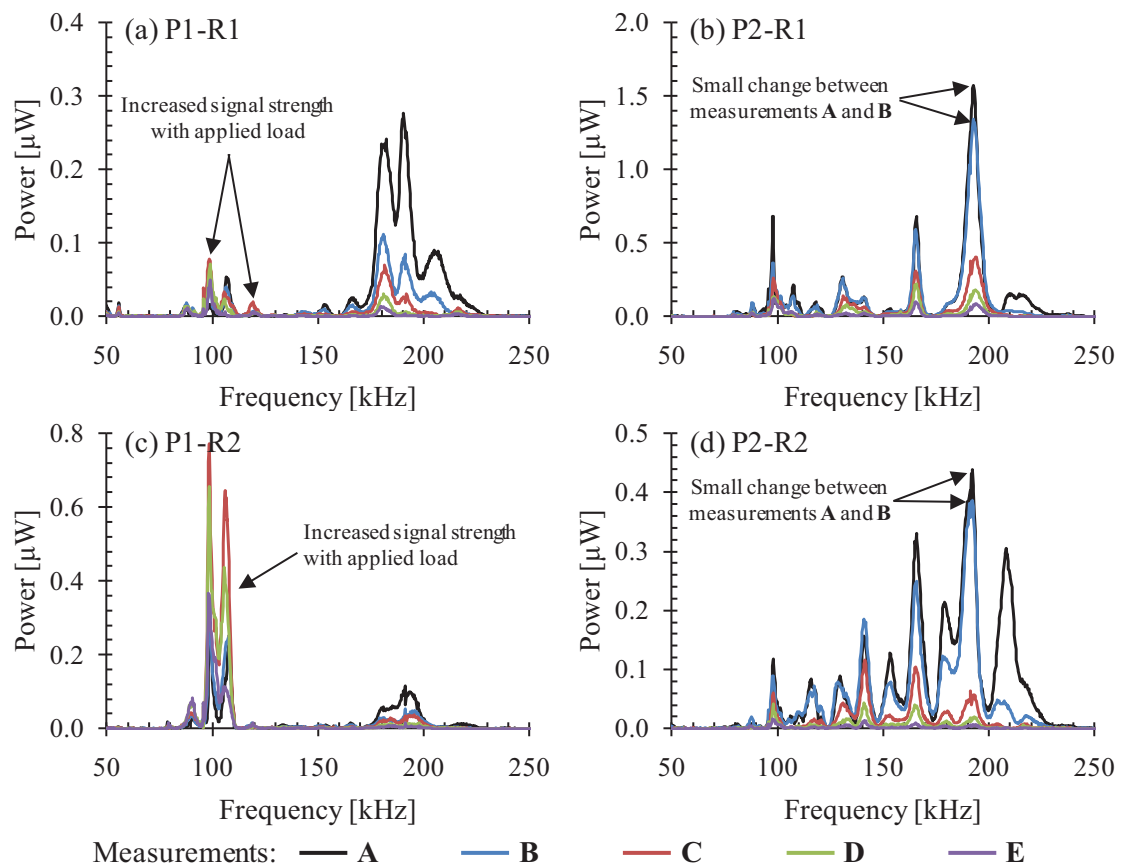 (a) P1-R1
0.4
0.3
0.2
0.1
0.0
Power [µW]
Increased signal strength
with applied load
50 100 150 200 250
Frequency [kHz]
(b) P2-R1
2.0
1.5
1.0
0.5
0.0
Power [µW]
Small change between
measurements A and B
50 100 150 200 250
Frequency [kHz]
(c) P1-R2
0.8
0.6
0.4
0.2
0.0
Power [µW]
Increased signal strength
with applied load
50 100 150 200 250
Frequency [kHz]
(d) P2-R2
0.5
0.4
0.3
0.2
0.1
0.0
Power [µW]
Small change between
measurements A and B
50 100 150 200 250
Frequency [kHz]
Measurements: A B C D E